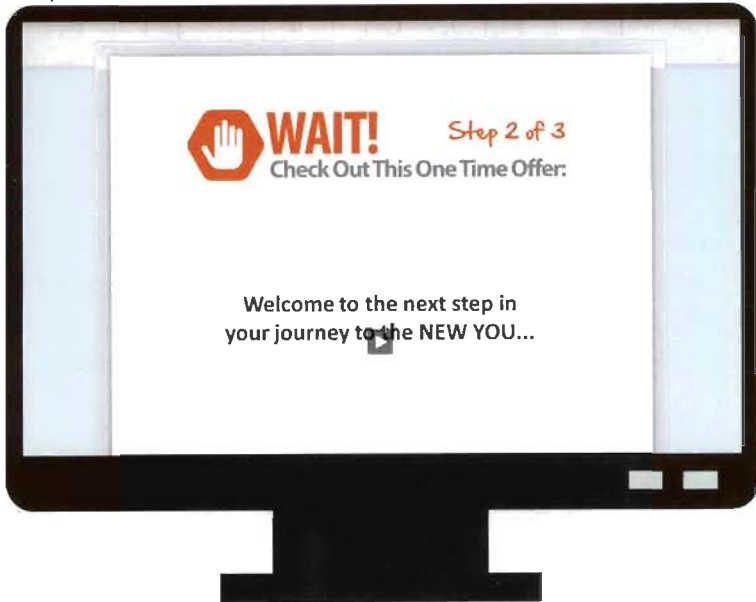 WAIT!
Step 2 of 3
Check Out This One Time Offer:
Welcome to the next step in
your journey to the NEW YOU...